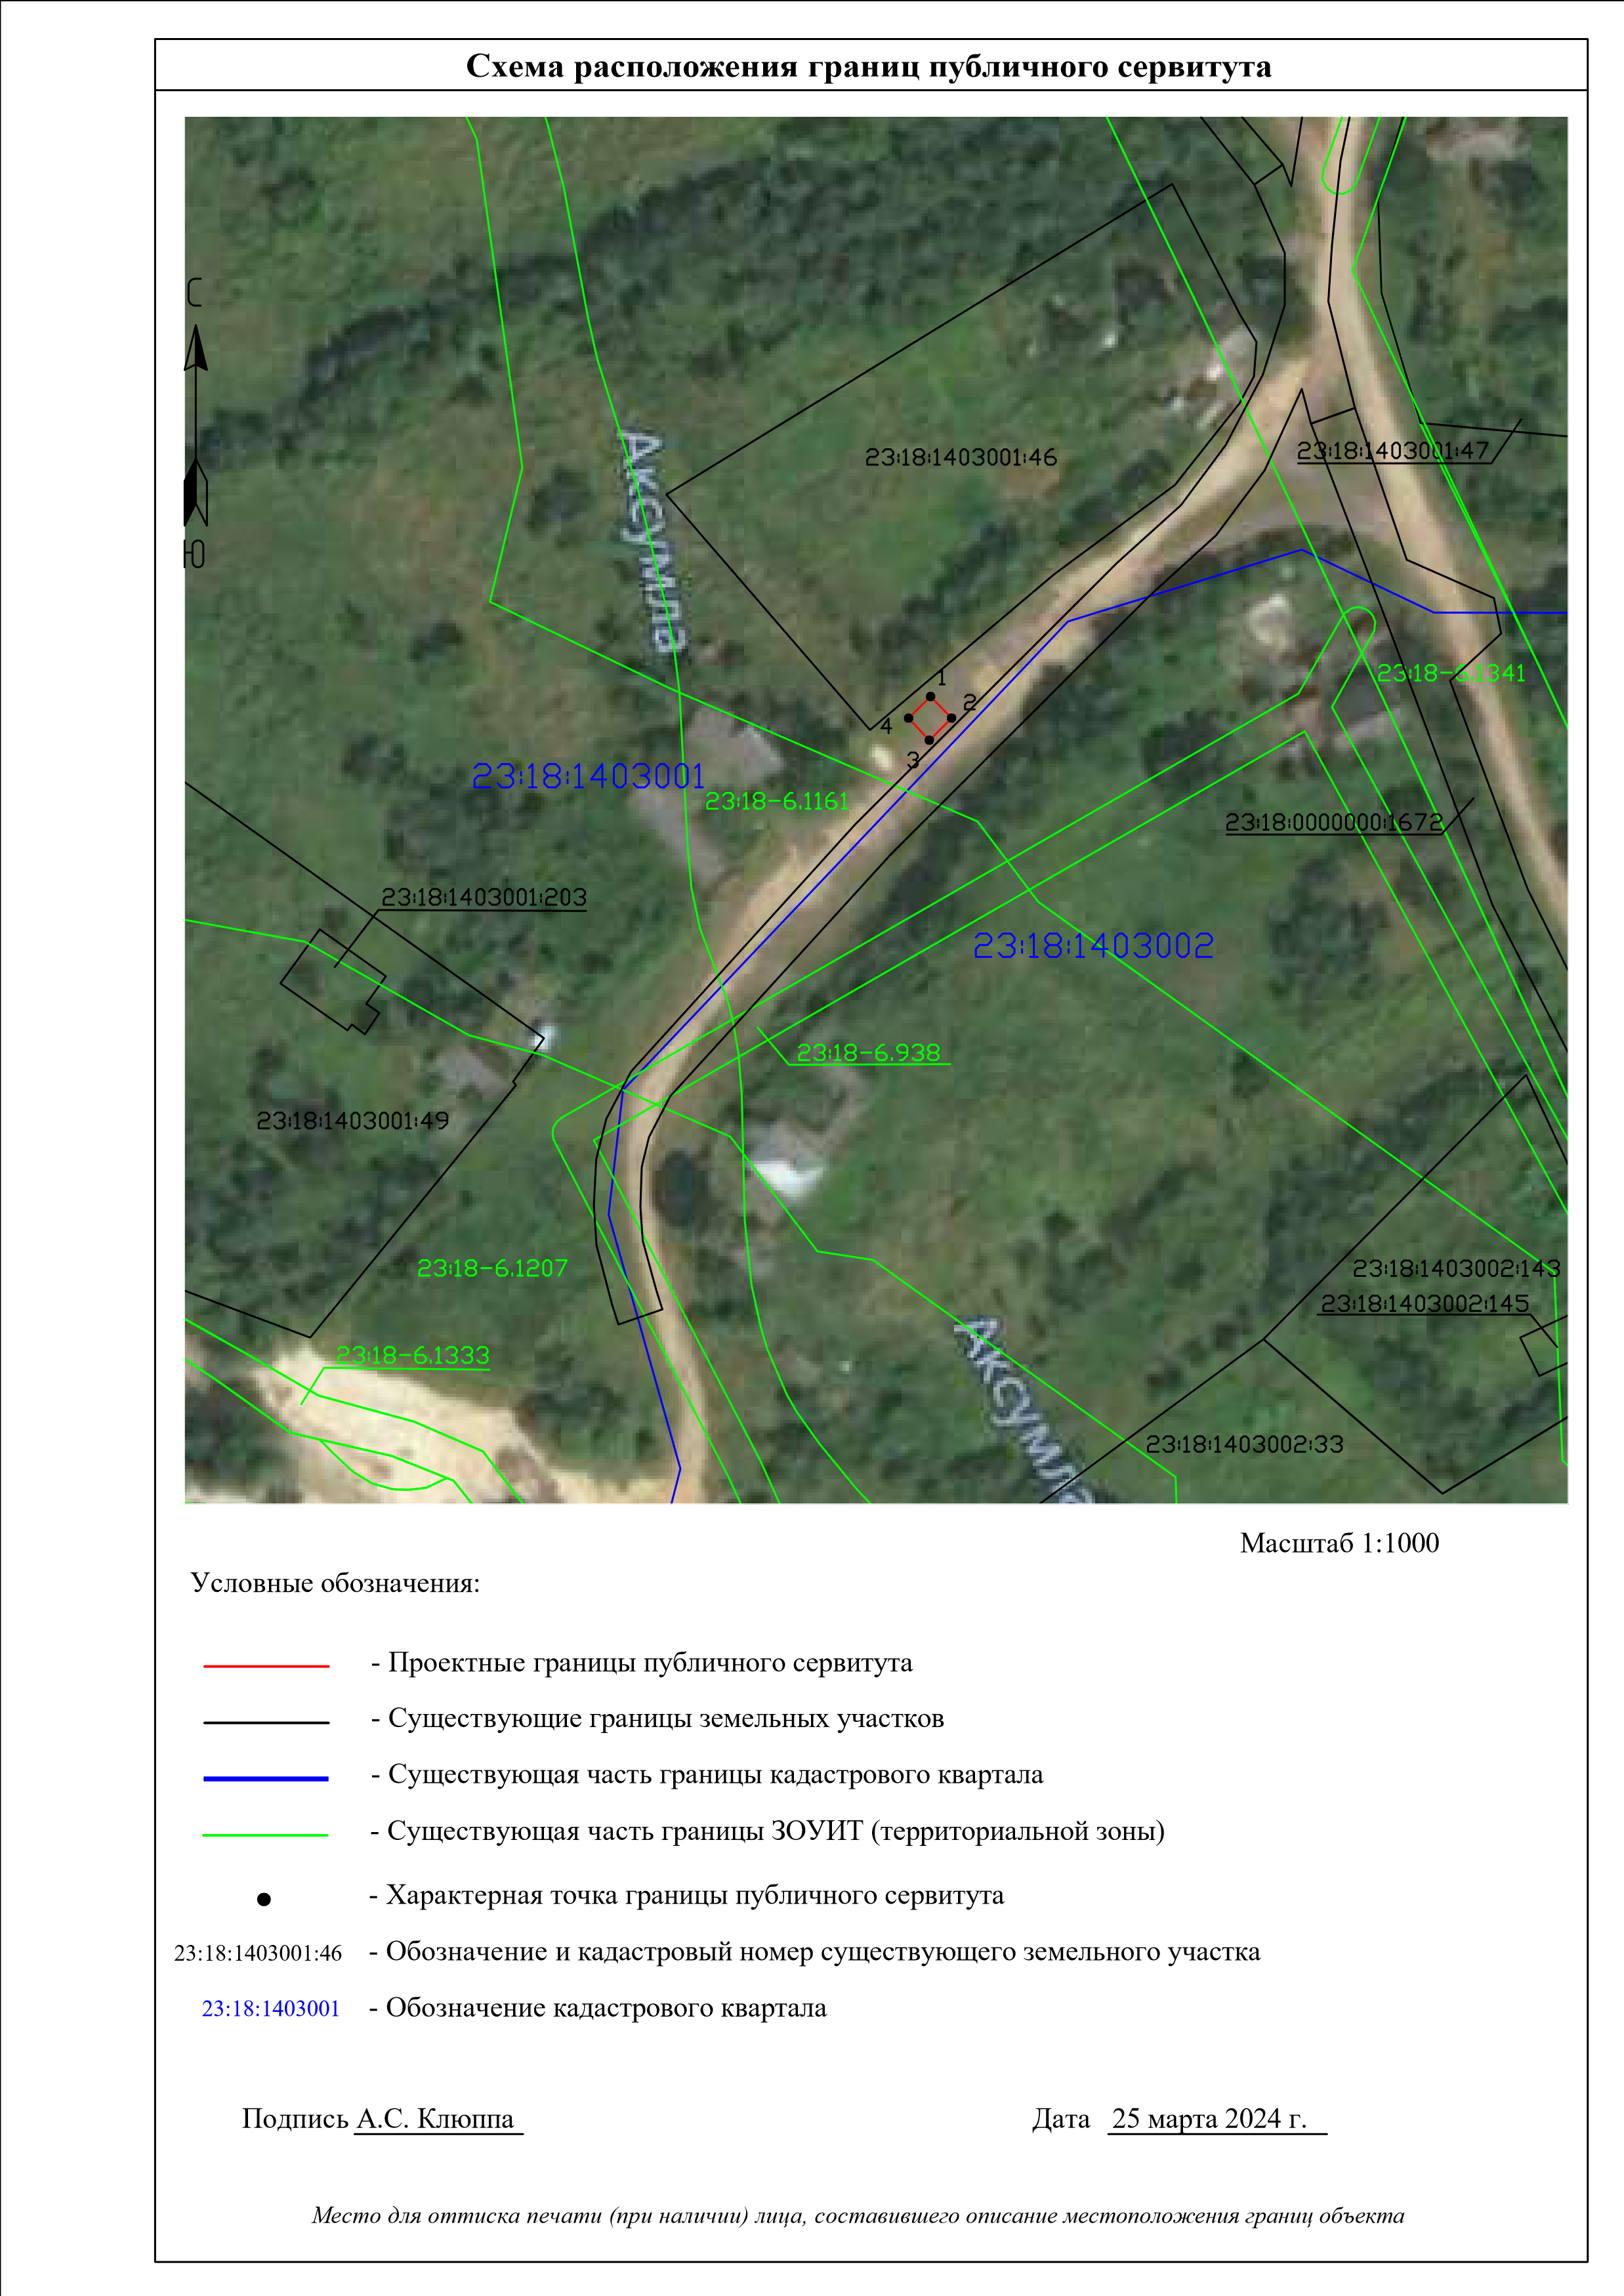 Схема расположения границ публичного сервитута
С
Ю
Аксумла
23:18:1403001:46
23:18:1403001:47
1
2
4
3
23:18-6.1341
23:18:1403001
23:18-6.1161
23:18:0000000:1672
23:18:1403001:203
23:18:1403002
23:18-6.938
23:18:1403001:49
23:18-6.1207
23:18:1403002:143
23:18:1403002:145
23:18-6.1333
Аксумл
23:18:1403002:33
Масштаб 1:1000
Условные обозначения:
- Проектные границы публичного сервитута
- Существующие границы земельных участков
- Существующая часть границы кадастрового квартала
- Существующая часть границы ЗОУИТ (территориальной зоны)
- Характерная точка границы публичного сервитута
23:18:1403001:46 - Обозначение и кадастровый номер существующего земельного участка
23:18:1403001 - Обозначение кадастрового квартала
Подпись А.С. Клюппа Дата 25 марта 2024 г.
Место для оттиска печати (при наличии) лица, составившего описание местоположения границ объекта